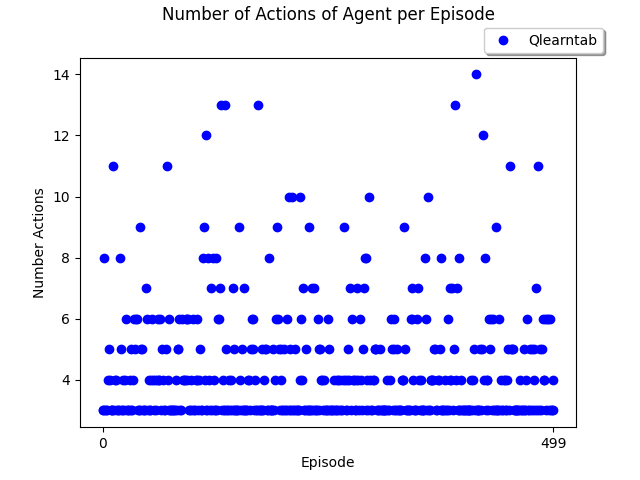 Number of Actions of Agent per Episode
Qlearntab
14
12
10
8
6
4
Number Actions
0
499
Episode